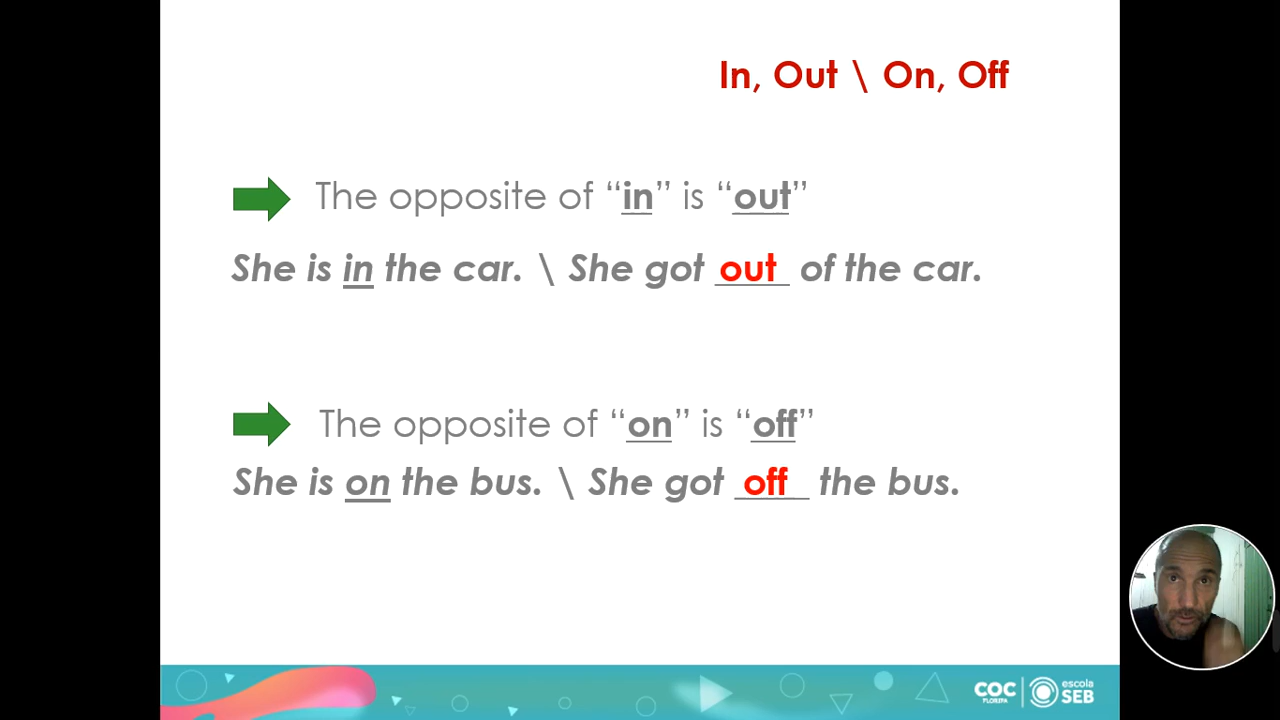 In, Out \ On, Off
The opposite of “in” is “out”
She is in the car. \ She got out of the car.
The opposite of “on” is “off”
She is on the bus. \ She got off the bus.
COC
FLORIPA
escola
SEB